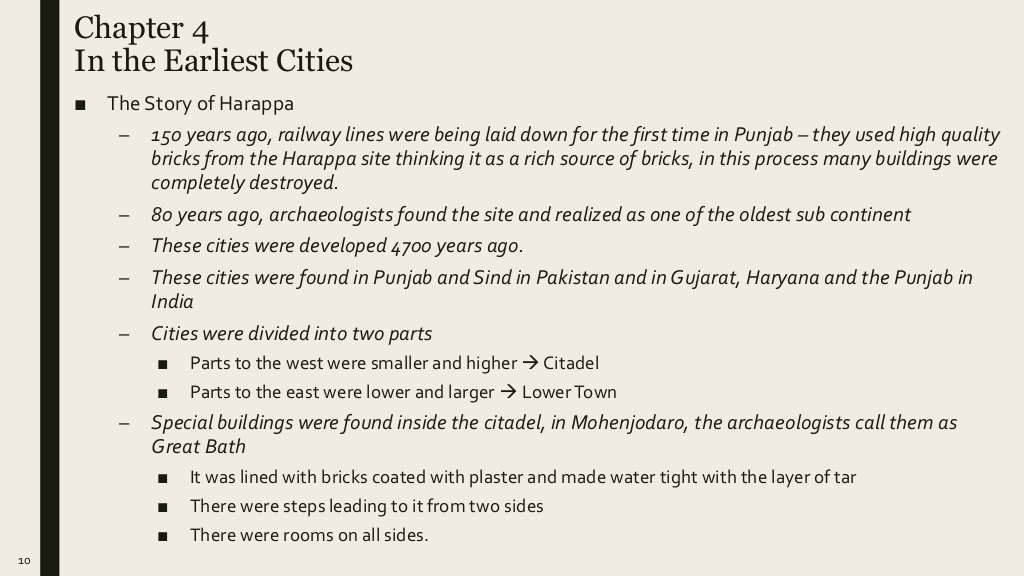 Chapter 4
In the Earliest Cities
■ The Story of Harappa
– 150 years ago, railway lines were being laid down for the first time in Punjab – they used high quality
bricks from the Harappa site thinking it as a rich source of bricks, in this process many buildings were
completely destroyed.
– 80 years ago, archaeologists found the site and realized as one of the oldest sub continent
– These cities were developed 4700 years ago.
– These cities were found in Punjab and Sind in Pakistan and in Gujarat, Haryana and the Punjab in
India
– Cities were divided into two parts
■ Parts to the west were smaller and higher → Citadel
■ Parts to the east were lower and larger → Lower Town
– Special buildings were found inside the citadel, in Mohenjodaro, the archaeologists call them as
Great Bath
■ It was lined with bricks coated with plaster and made water tight with the layer of tar
■ There were steps leading to it from two sides
■ There were rooms on all sides.
10